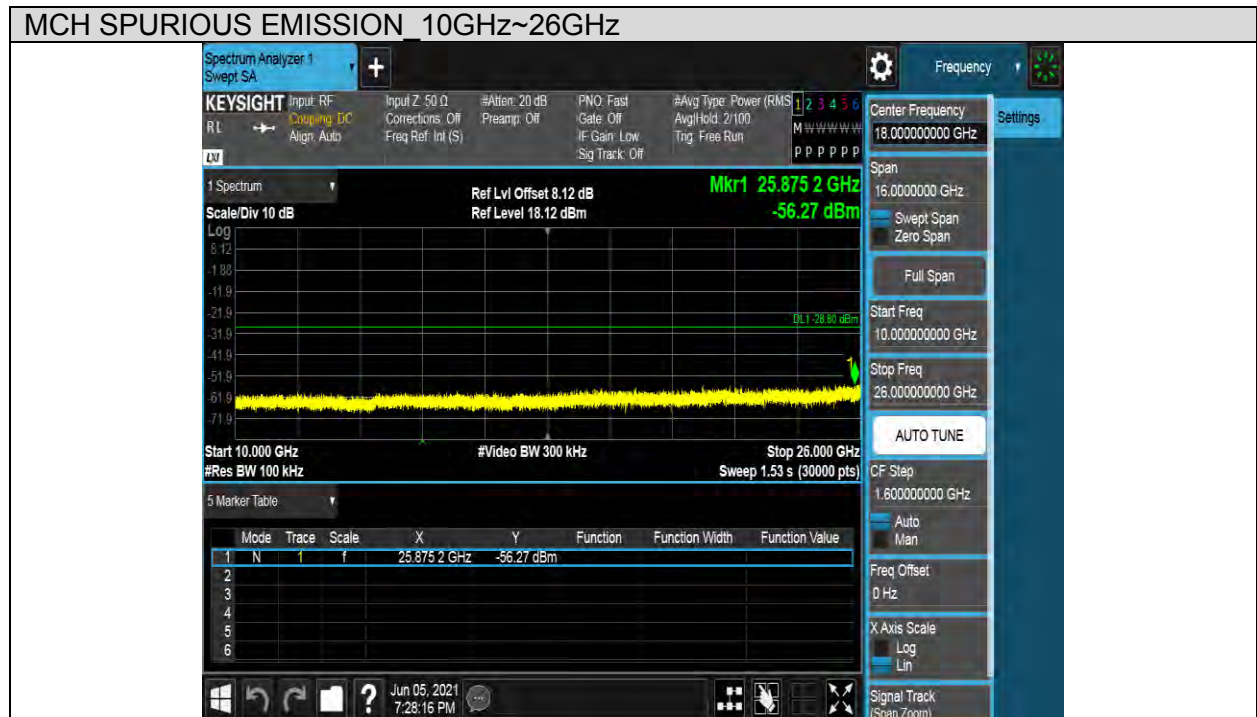 MCH SPURIOUS EMISSION_10GHz~26GHz
Spectrum Analyzer 1
Swept SA
+
Frequency
KEYSIGHT
RL
LXI
Input: RF
Coupling: DC
Align: Auto
Input Z: 50 Ω
Corrections: Off
Freq Ref: Int (S)
#Atten: 20 dB
Preamp: Off
PNO: Fast
Gate: Off
IF Gain: Low
Sig Track: Off
#Avg Type: Power (RMS
Avg|Hold: 2/100
Trig: Free Run
1 2 3 4 5 6
M W W W W W
P P P P P P
Center Frequency
18.000000000 GHz
Settings
Span
16.0000000 GHz
Swept Span
Zero Span
Full Span
Start Freq
10.000000000 GHz
Stop Freq
26.000000000 GHz
AUTO TUNE
CF Step
1.600000000 GHz
Auto
Man
Freq Offset
0 Hz
X Axis Scale
Log
Lin
Signal Track
(Span Zoom)
1 Spectrum
Scale/Div 10 dB
Ref Lvl Offset 8.12 dB
Ref Level 18.12 dBm
Mkr1 25.875 2 GHz
-56.27 dBm
Log
8.12
-1.88
-11.9
-21.9
DL1 -28.80 dBm
-31.9
-41.9
1
-51.9
-61.9
-71.9
Start 10.000 GHz
#Video BW 300 kHz
Stop 26.000 GHz
#Res BW 100 kHz
Sweep 1.53 s (30000 pts)
5 Marker Table
Mode Trace Scale X Y Function Function Width Function Value
1 N 1 f 25.875 2 GHz -56.27 dBm
2
3
4
5
6
?
Jun 05, 2021
7:28:16 PM